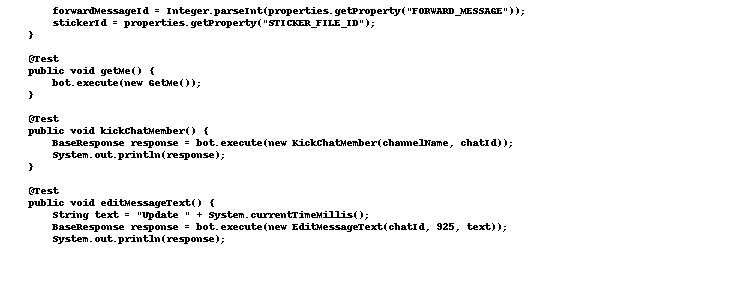 forwardMessageId = Integer.parseInt(properties.getProperty("FORWARD_MESSAGE"));
stickerId = properties.getProperty("STICKER_FILE_ID");
}
@Test
public void getMe() {
bot.execute(new GetMe());
}
@Test
public void kickChatMember() {
BaseResponse response = bot.execute(new KickChatMember(channelName, chatId));
System.out.println(response);
}
@Test
public void editMessageText() {
String text = "Update " + System.currentTimeMillis();
BaseResponse response = bot.execute(new EditMessageText(chatId, 925, text));
System.out.println(response);